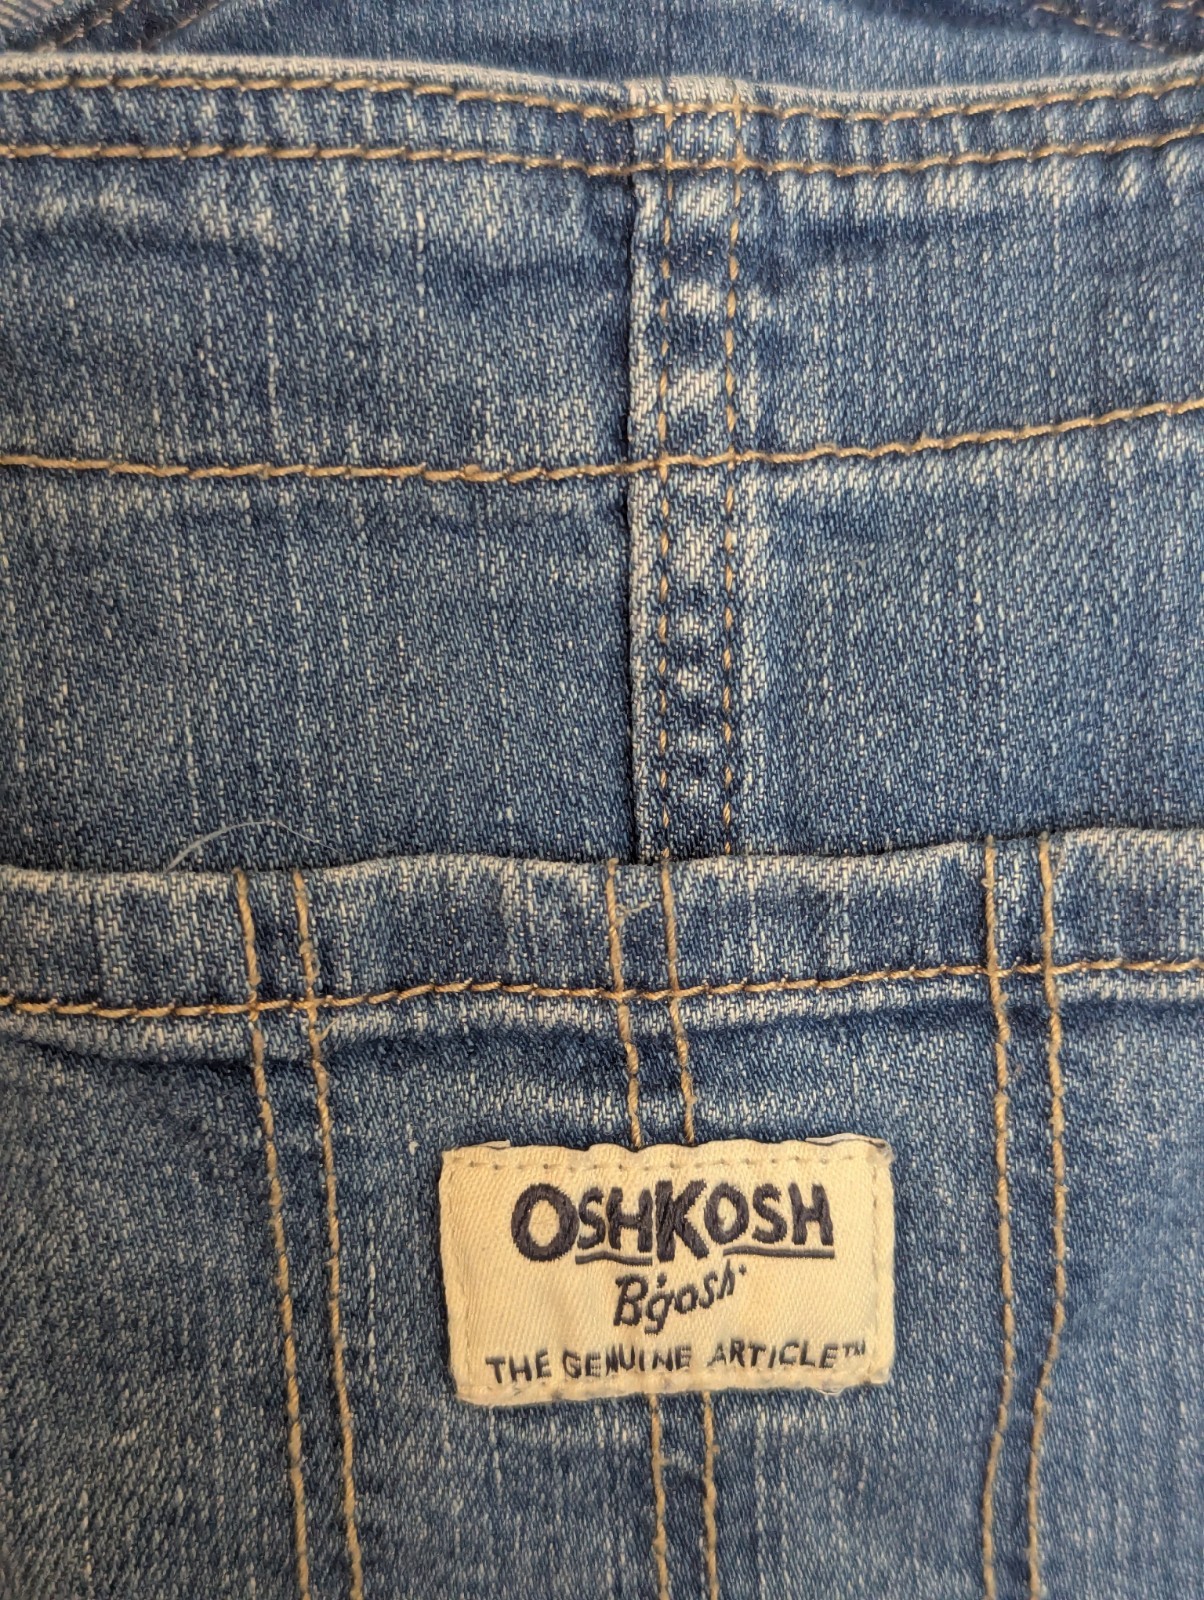 OSHKOSH
B'gosh
THE GENUINE ARTICLE™